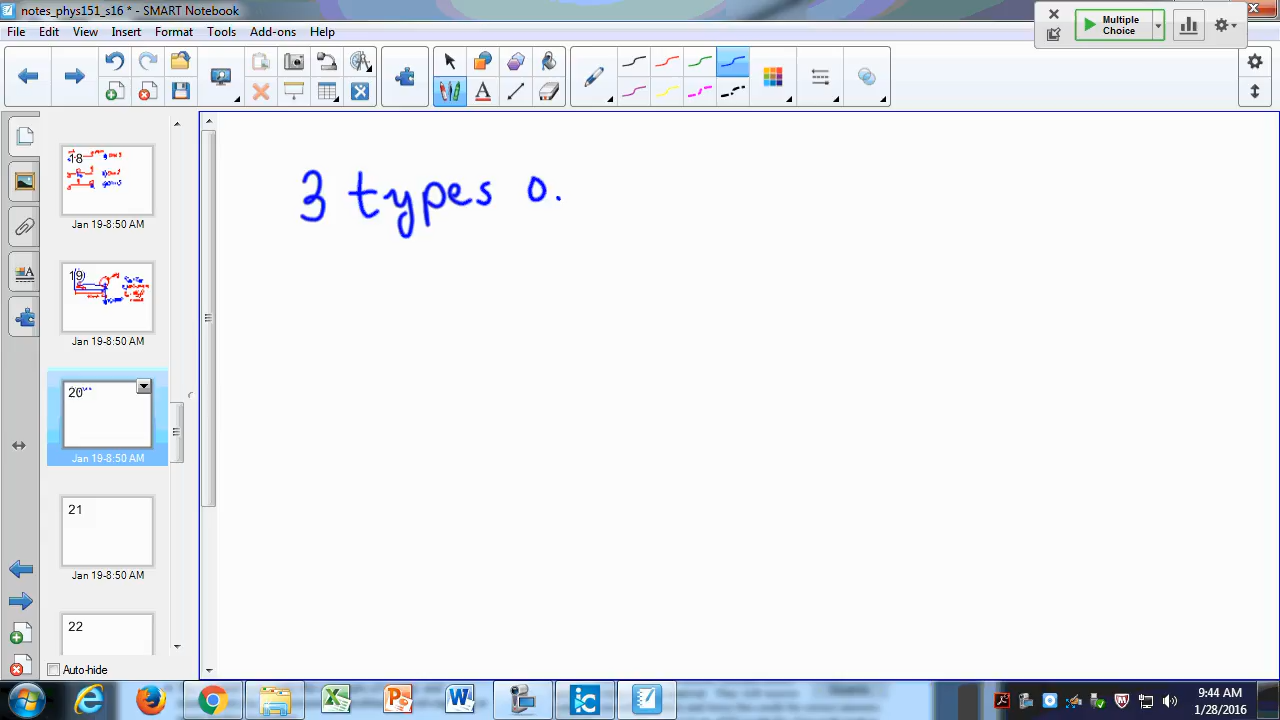 notes_phys151_s16 * - SMART Notebook
File Edit View Insert Format Tools Add-ons Help
Multiple
Choice
18
Jan 19-8:50 AM
19
Jan 19-8:50 AM
20
Jan 19-8:50 AM
21
Jan 19-8:50 AM
22
Auto-hide
3 types o.
9:44 AM
1/28/2016